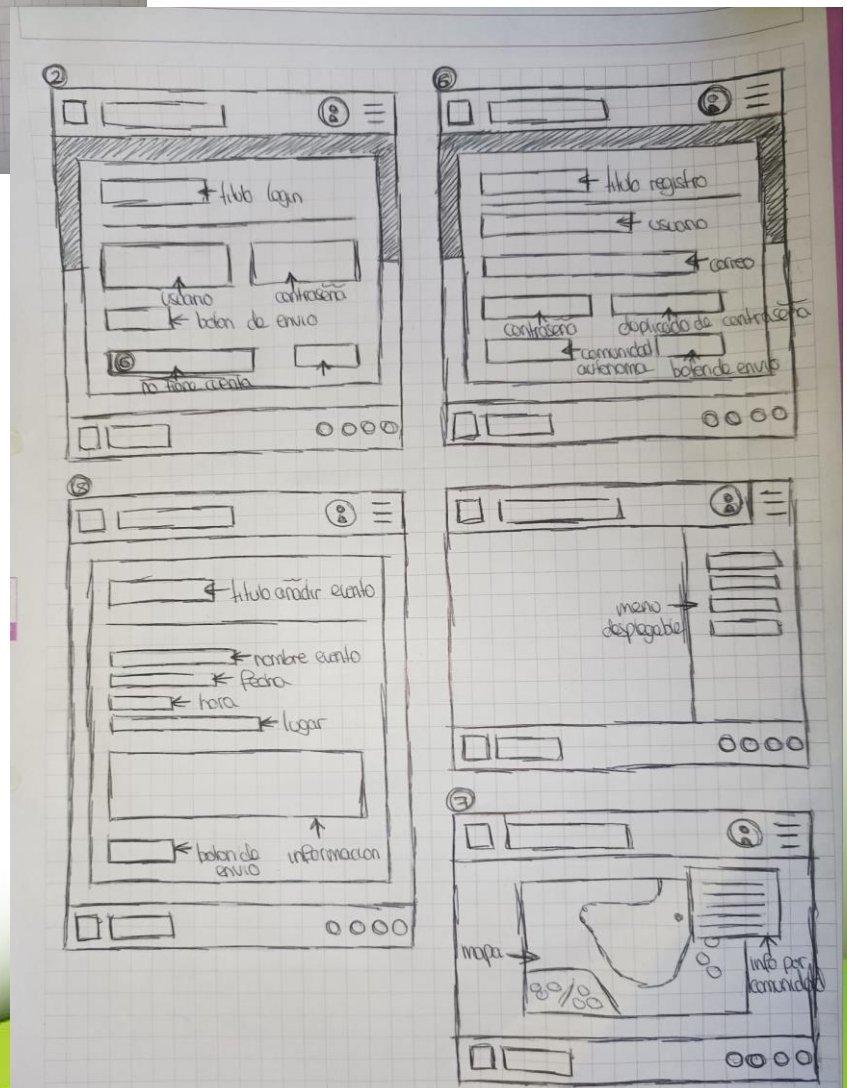 ②
titulo login
usuario
contraseña
boton de envio
⑥
no tiene cuenta
⑥
titulo registro
usuario
correo
contraseña
duplicado de contraseña
comunidad
autonoma
boton de envio
⑧
titulo añadir evento
nombre evento
fecha
hora
lugar
boton de
envio
informacion
menu
desplegable
⑦
mapa
info por
comunidad